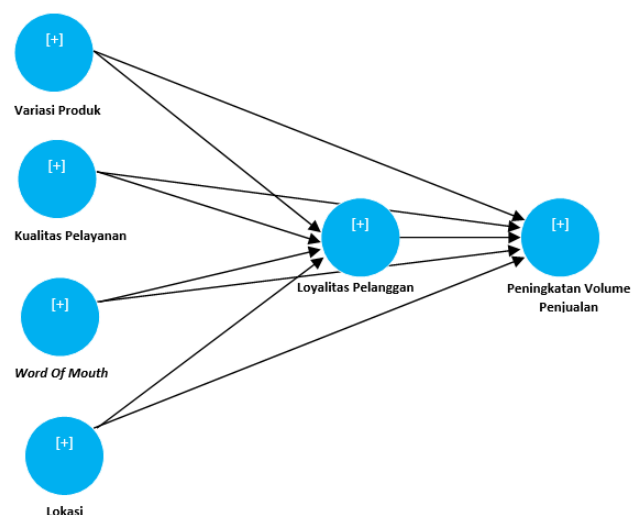 [+]
Variasi Produk
[+]
Kualitas Pelayanan
[+]
Loyalitas Pelanggan
[+]
Peningkatan Volume
Penjualan
[+]
Word Of Mouth
[+]
Lokasi